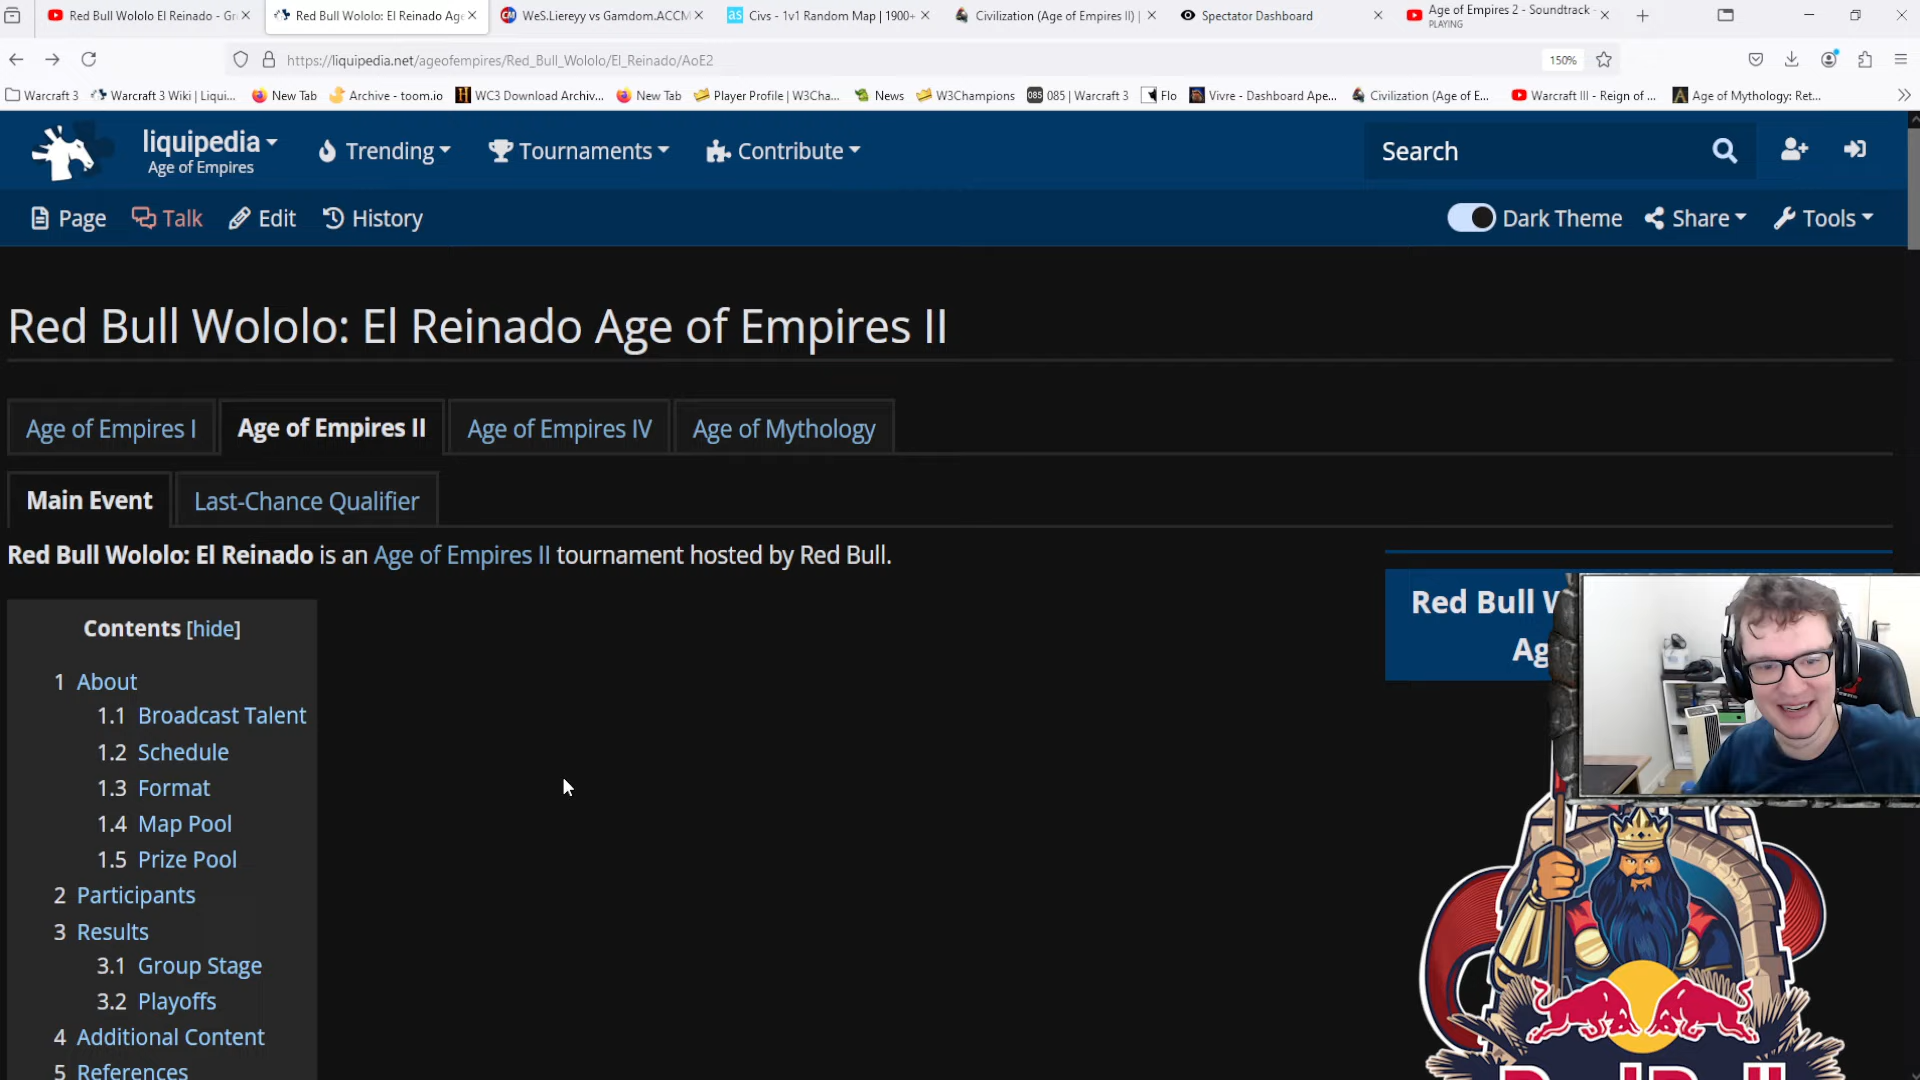 Red Bull Wololo El Reinado - Gr
Red Bull Wololo: El Reinado Age
WeS.Liereyy vs Gamdom.ACCM
Civs - 1v1 Random Map | 1900+
Civilization (Age of Empires II) |
Spectator Dashboard
Age of Empires 2 - Soundtrack -
PLAYING
https://liquipedia.net/ageofempires/Red_Bull_Wololo/El_Reinado/AoE2
150%
Warcraft 3
Warcraft 3 Wiki | Liqui...
New Tab
Archive - toom.io
WC3 Download Archiv...
New Tab
Player Profile | W3Cha...
News
W3Champions
085 | Warcraft 3
Flo
Vivre - Dashboard Ape...
Civilization (Age of E...
Warcraft III - Reign of ...
Age of Mythology: Ret...
liquipedia
Age of Empires
Trending
Tournaments
Contribute
Search
Page
Talk
Edit
History
Dark Theme
Share
Tools
Red Bull Wololo: El Reinado Age of Empires II
Age of Empires I
Age of Empires II
Age of Empires IV
Age of Mythology
Main Event
Last-Chance Qualifier
Red Bull Wololo: El Reinado is an Age of Empires II tournament hosted by Red Bull.
Red Bull
Ag
Contents [hide]
1 About
1.1 Broadcast Talent
1.2 Schedule
1.3 Format
1.4 Map Pool
1.5 Prize Pool
2 Participants
3 Results
3.1 Group Stage
3.2 Playoffs
4 Additional Content
5 References